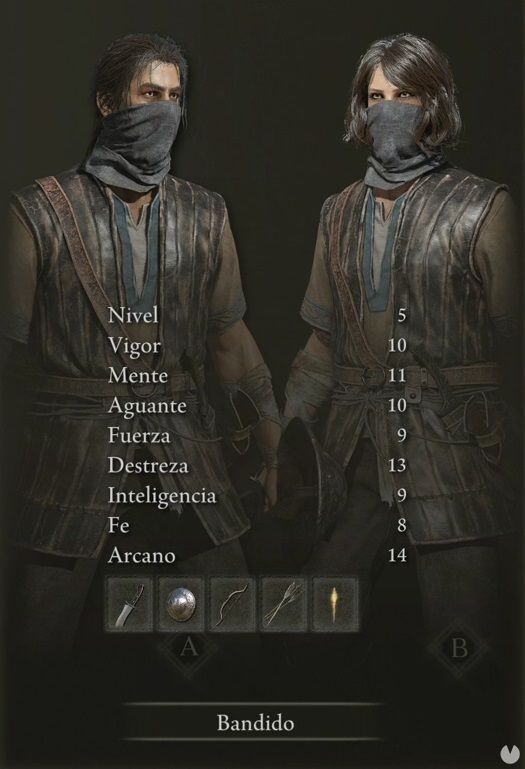 Nivel 5
Vigor 10
Mente 11
Aguante 10
Fuerza 9
Destreza 13
Inteligencia 9
Fe 8
Arcano 14
A B
Bandido